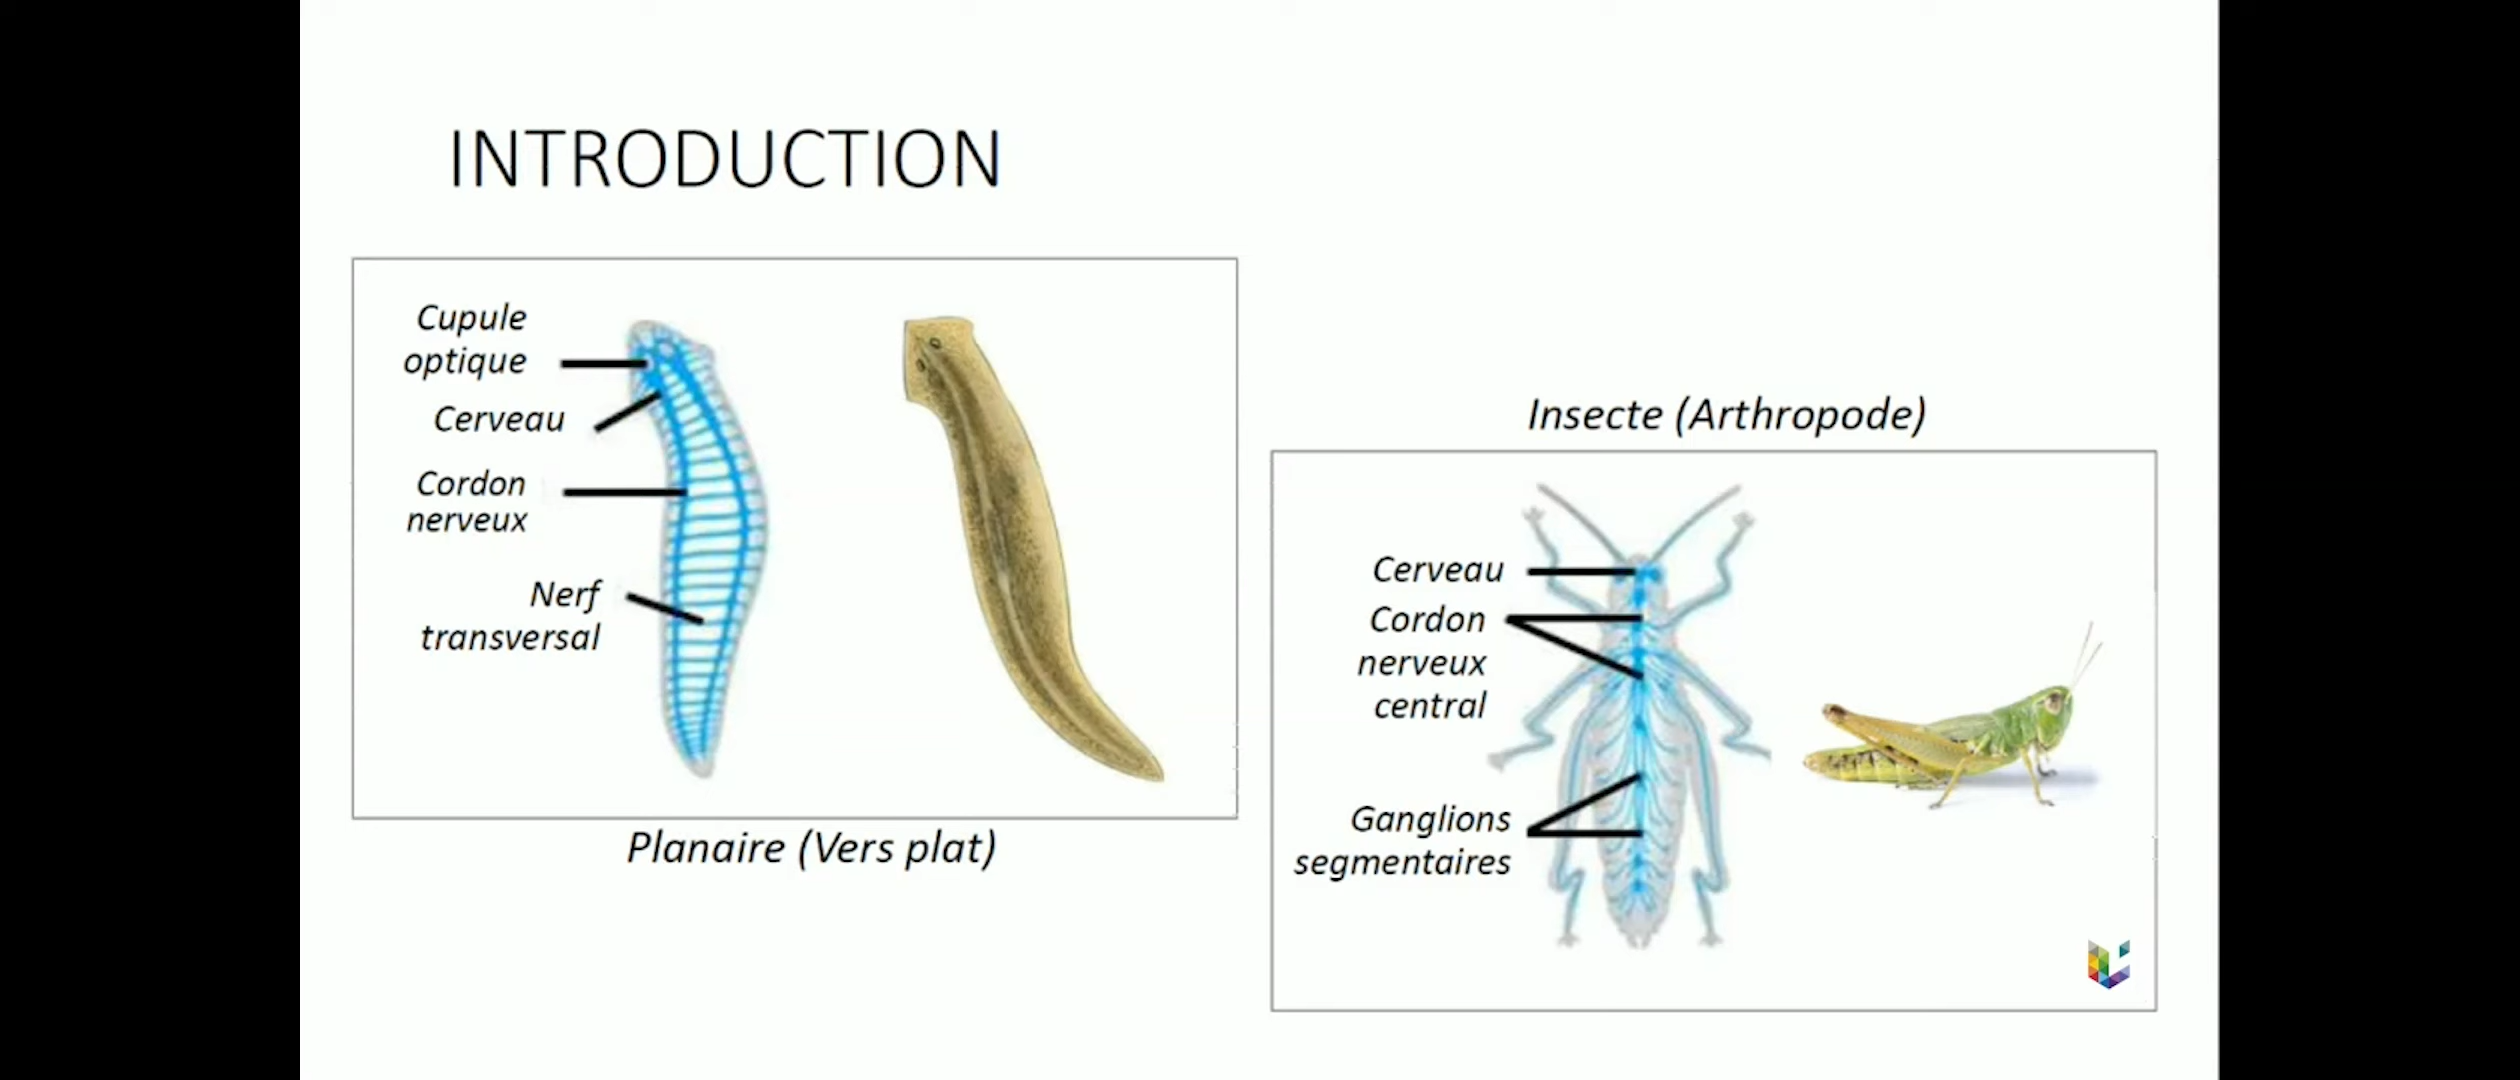 INTRODUCTION
Cupule
optique
Cerveau
Cordon
nerveux
Nerf
transversal
Planaire (Vers plat)
Insecte (Arthropode)
Cerveau
Cordon
nerveux
central
Ganglions
segmentaires